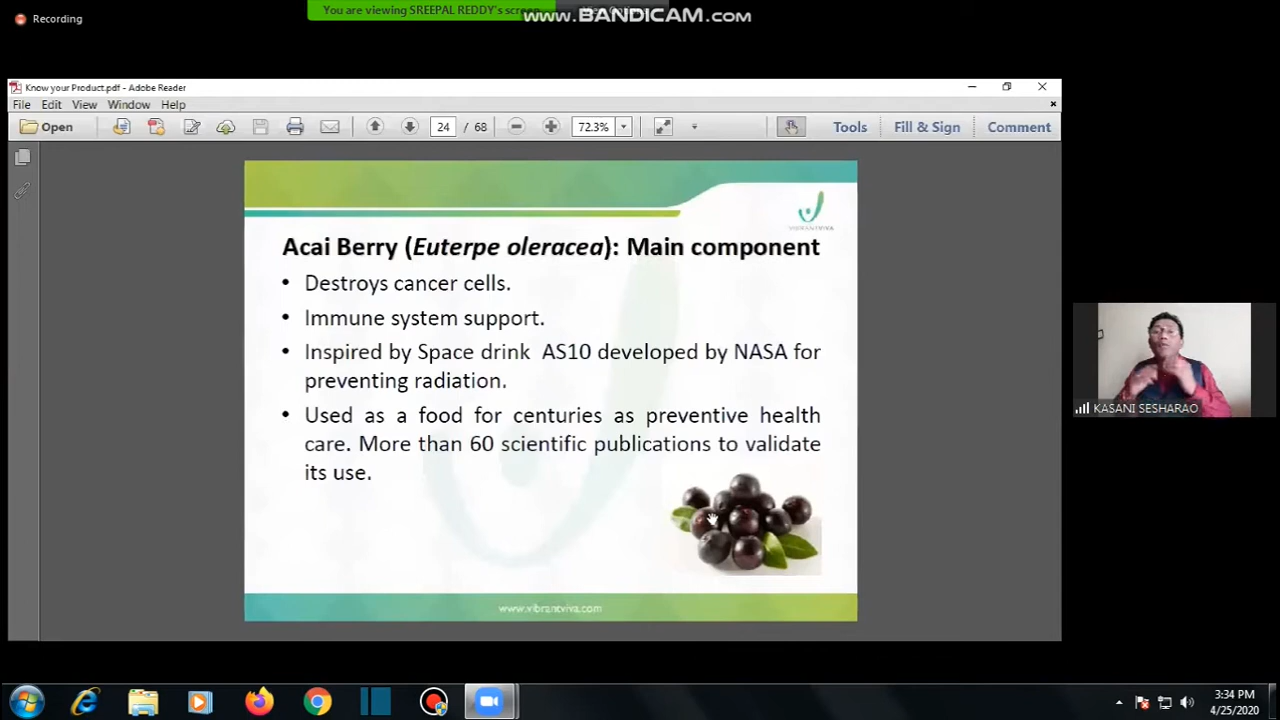 Recording
You are viewing SREEPAL REDDY's screen
www.BANDICAM.com
Know your Product.pdf - Adobe Reader
File Edit View Window Help
Open 24 / 68 72.3% Tools Fill & Sign Comment
VIBRANTVIVA
Acai Berry (Euterpe oleracea): Main component
• Destroys cancer cells.
• Immune system support.
• Inspired by Space drink AS10 developed by NASA for
preventing radiation.
• Used as a food for centuries as preventive health
care. More than 60 scientific publications to validate
its use.
www.vibrantviva.com
KASANI SESHARAO
3:34 PM
4/25/2020